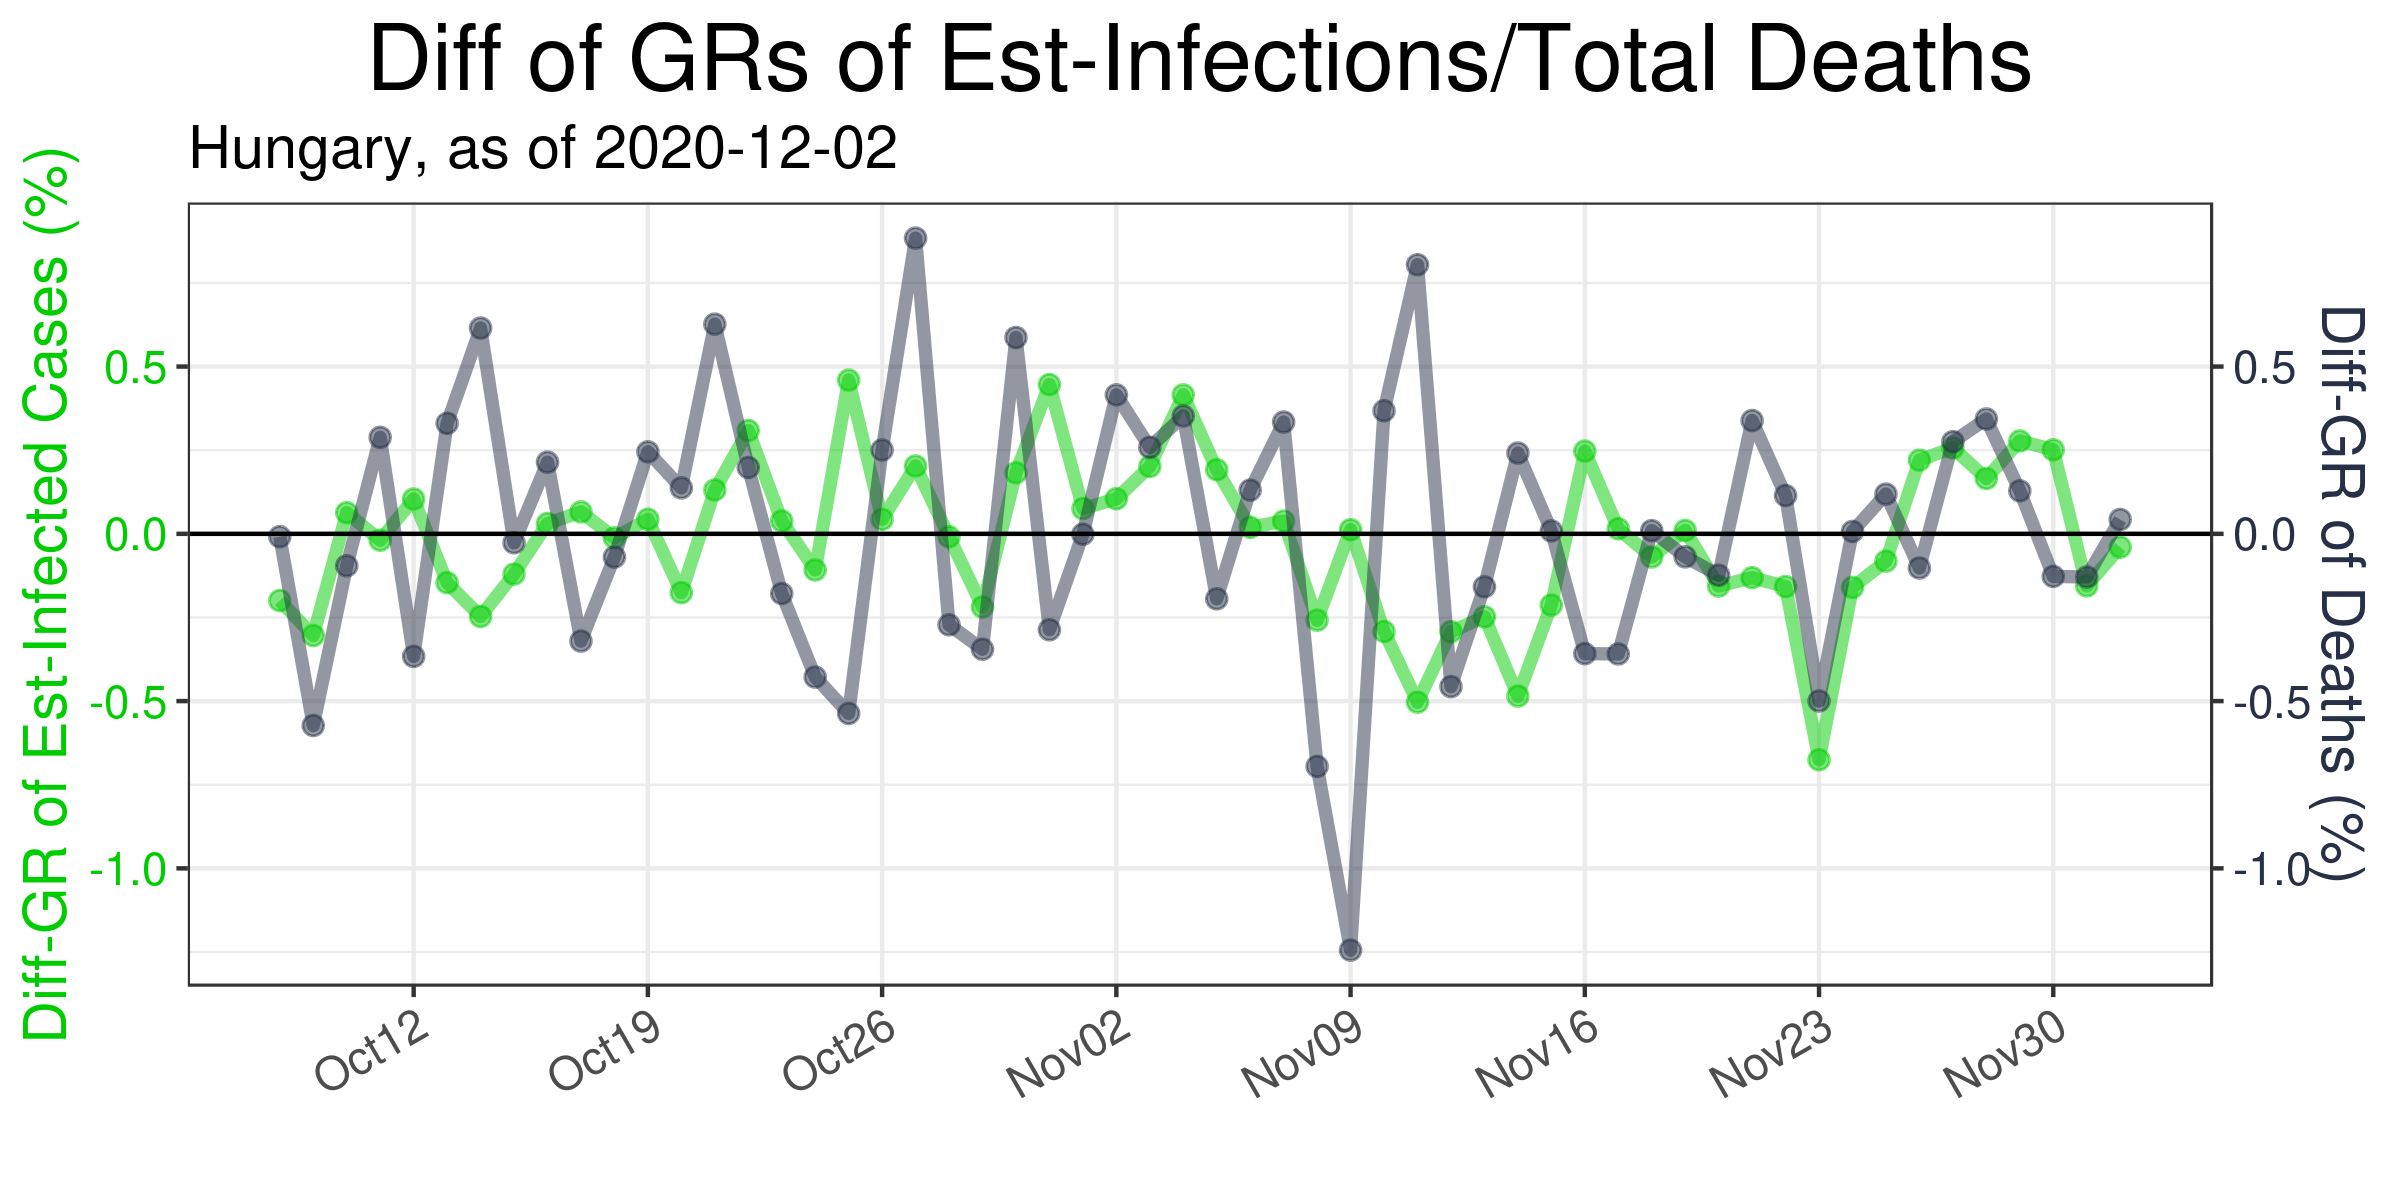 Diff of GRs of Est-Infections/Total Deaths
Hungary, as of 2020-12-02
Diff-GR of Est-Infected Cases (%)
0.5
0.0
-0.5
-1.0
0.5
0.0
-0.5
-1.0
Diff-GR of Deaths (%)
Oct12
Oct19
Oct26
Nov02
Nov09
Nov16
Nov23
Nov30